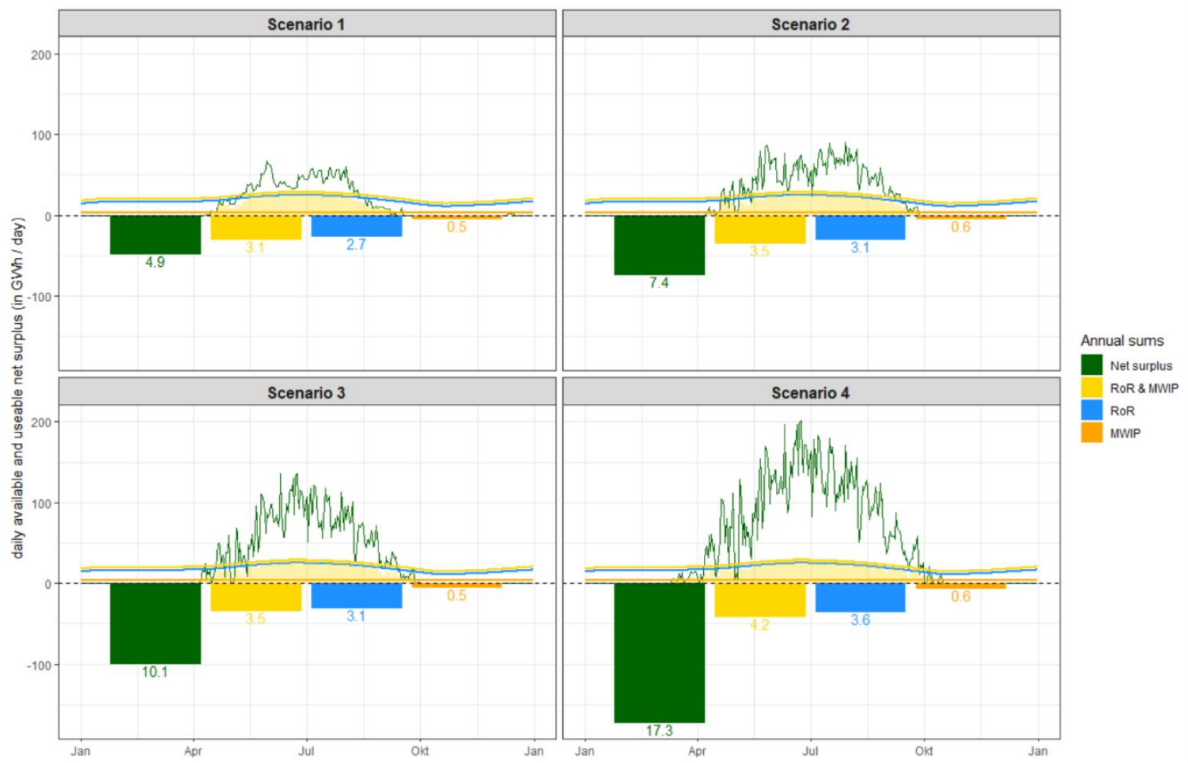 Scenario 1
Scenario 2
200
100
0
-100
4.9
3.1
2.7
0.5
7.4
3.5
3.1
0.6
daily available and useable net surplus (in GWh / day)
Scenario 3
Scenario 4
200
100
0
-100
10.1
3.5
3.1
0.5
17.3
4.2
3.6
0.6
Jan
Apr
Jul
Okt
Jan
Jan
Apr
Jul
Okt
Jan
Annual sums
Net surplus
RoR & MWIP
RoR
MWIP